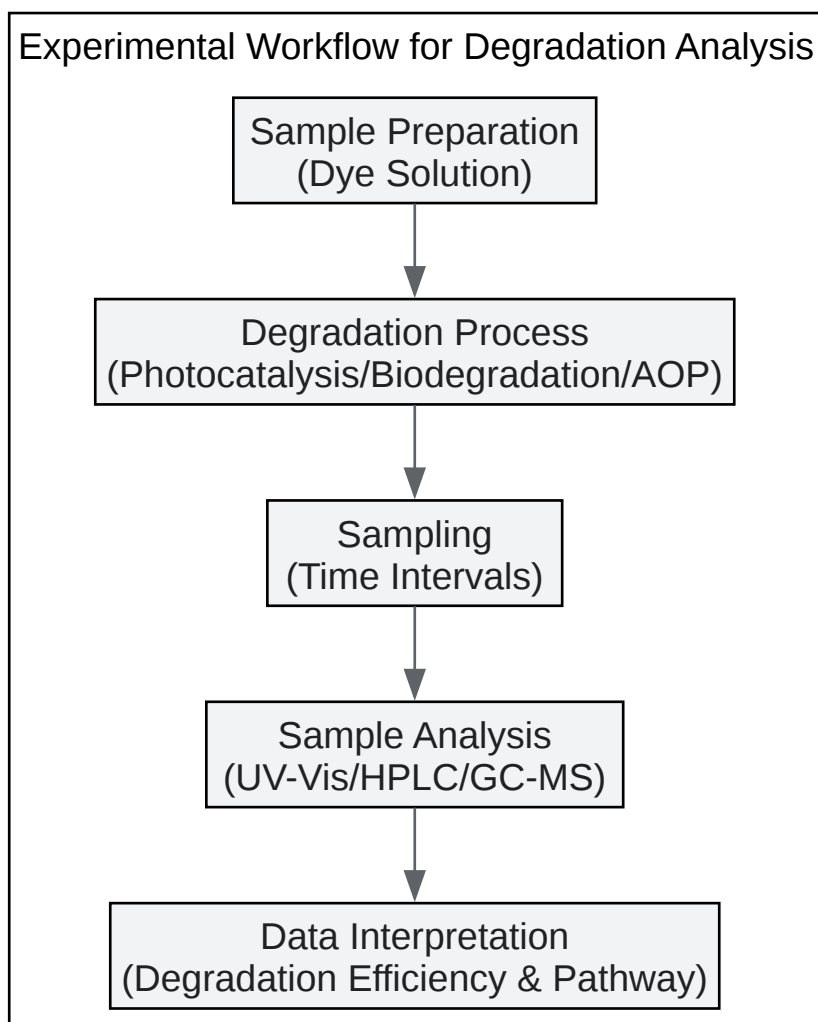 Experimental Workflow for Degradation Analysis
Sample Preparation
(Dye Solution)
Degradation Process
(Photocatalysis/Biodegradation/AOP)
Sampling
(Time Intervals)
Sample Analysis
(UV-Vis/HPLC/GC-MS)
Data Interpretation
(Degradation Efficiency & Pathway)